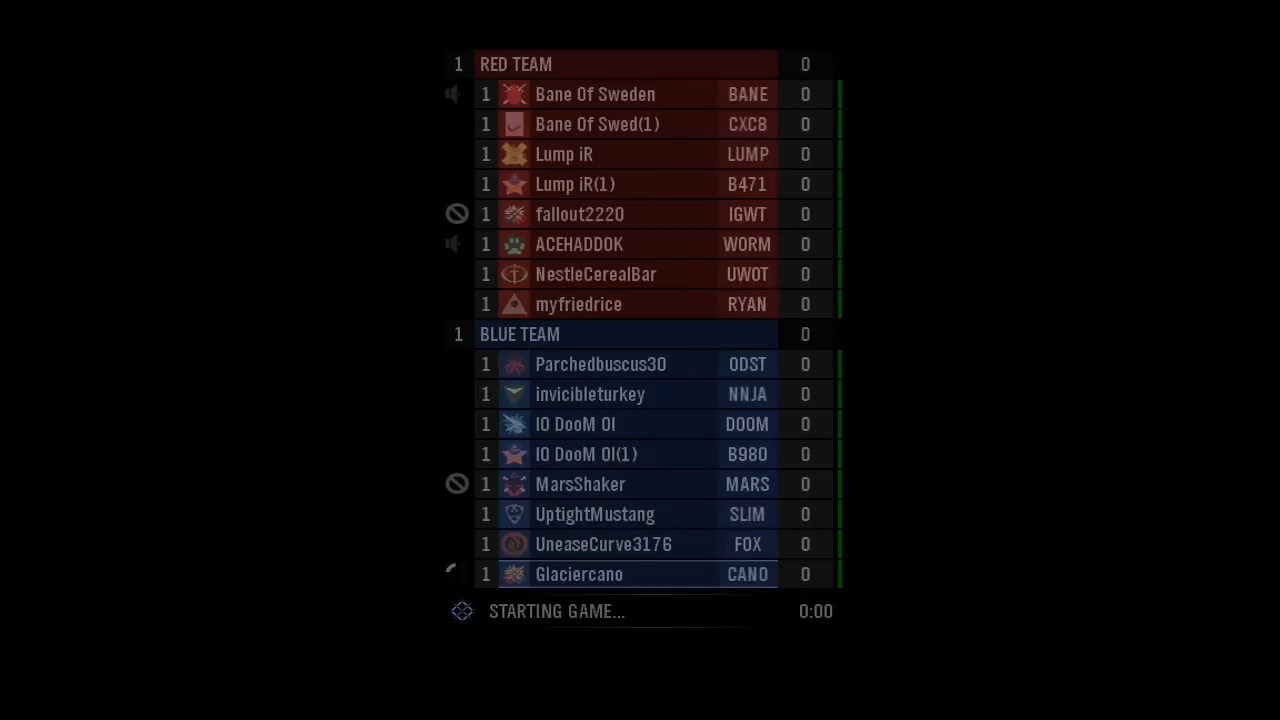 1 RED TEAM 0
1 Bane Of Sweden BANE 0
1 Bane Of Swed(1) CXC8 0
1 Lump iR LUMP 0
1 Lump iR(1) B471 0
1 fallout2220 IGWT 0
1 ACEHADDOK WORM 0
1 NestleCerealBar UWOT 0
1 myfriedrice RYAN 0
1 BLUE TEAM 0
1 Parchedbuscus30 ODST 0
1 invicibleturkey NNJA 0
1 IO DooM OI DOOM 0
1 IO DooM OI(1) B980 0
1 MarsShaker MARS 0
1 UptightMustang SLIM 0
1 UneaseCurve3176 FOX 0
1 Glaciercano CANO 0
STARTING GAME... 0:00